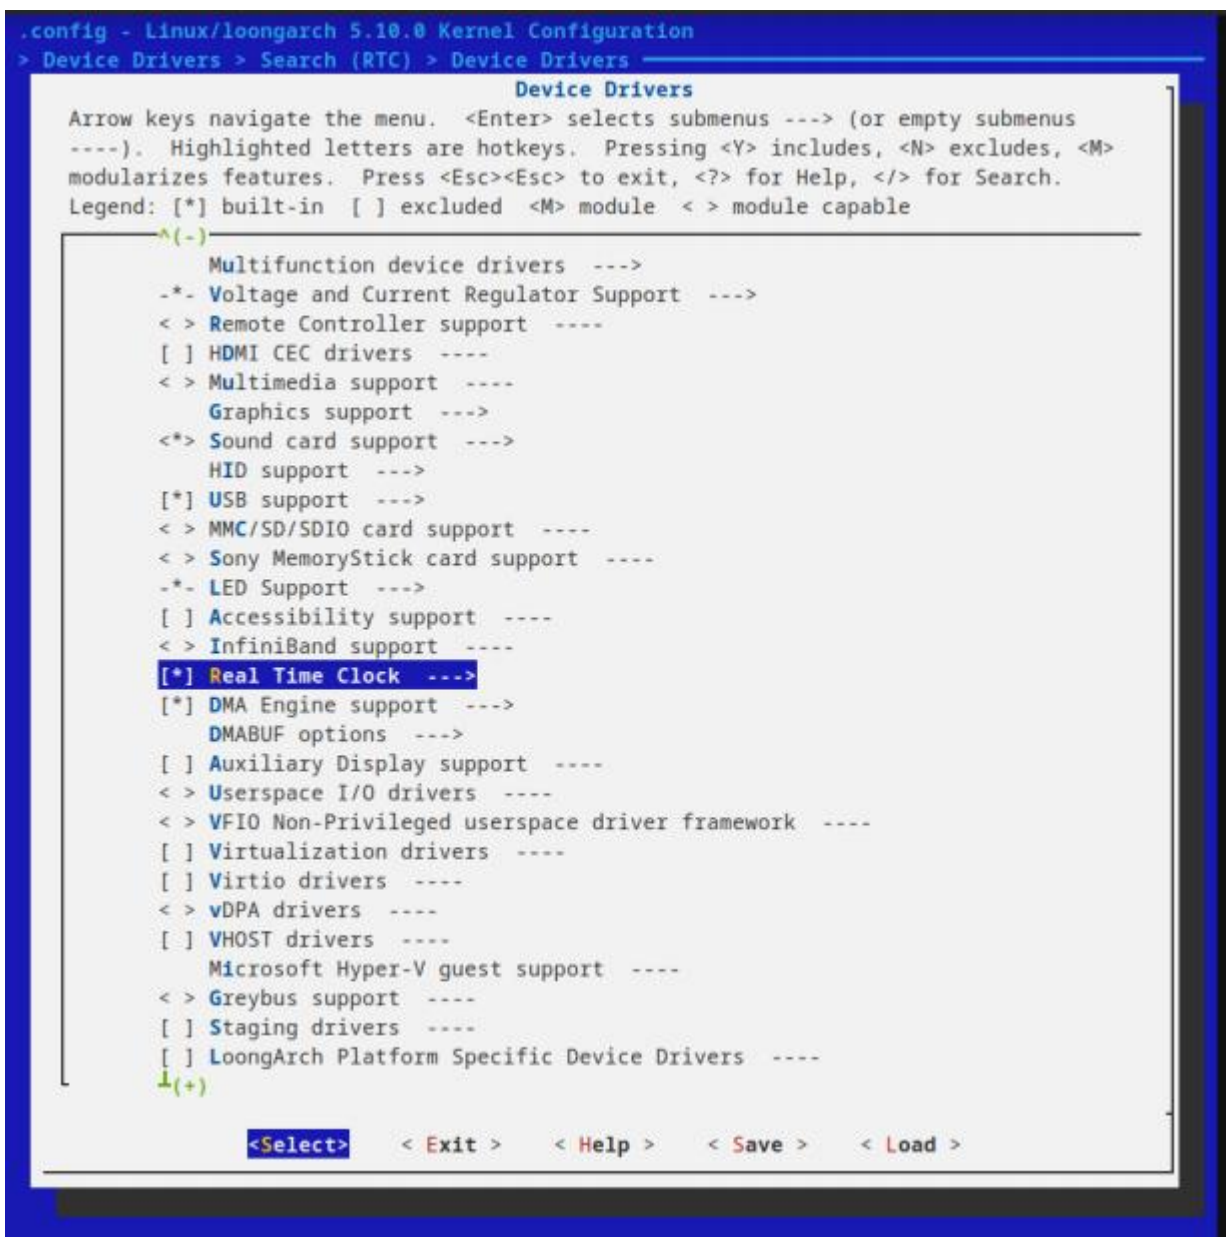 .config - Linux/loongarch 5.10.0 Kernel Configuration
> Device Drivers > Search (RTC) > Device Drivers
Device Drivers
Arrow keys navigate the menu.  <Enter> selects submenus ---> (or empty submenus
----).  Highlighted letters are hotkeys.  Pressing <Y> includes, <N> excludes, <M>
modularizes features.  Press <Esc><Esc> to exit, <?> for Help, </> for Search.
Legend: [*] built-in  [ ] excluded  <M> module  < > module capable
^(-)
Multifunction device drivers  --->
-*- Voltage and Current Regulator Support  --->
< > Remote Controller support  ----
[ ] HDMI CEC drivers  ----
< > Multimedia support  ----
Graphics support  --->
<*> Sound card support  --->
HID support  --->
[*] USB support  --->
< > MMC/SD/SDIO card support  ----
< > Sony MemoryStick card support  ----
-*- LED Support  --->
[ ] Accessibility support  ----
< > InfiniBand support  ----
[*] Real Time Clock  --->
[*] DMA Engine support  --->
DMABUF options  --->
[ ] Auxiliary Display support  ----
< > Userspace I/O drivers  ----
< > VFIO Non-Privileged userspace driver framework  ----
[ ] Virtualization drivers  ----
[ ] Virtio drivers  ----
< > vDPA drivers  ----
[ ] VHOST drivers  ----
Microsoft Hyper-V guest support  ----
< > Greybus support  ----
[ ] Staging drivers  ----
[ ] LoongArch Platform Specific Device Drivers  ----
┴(+)
<Select>    < Exit >    < Help >    < Save >    < Load >